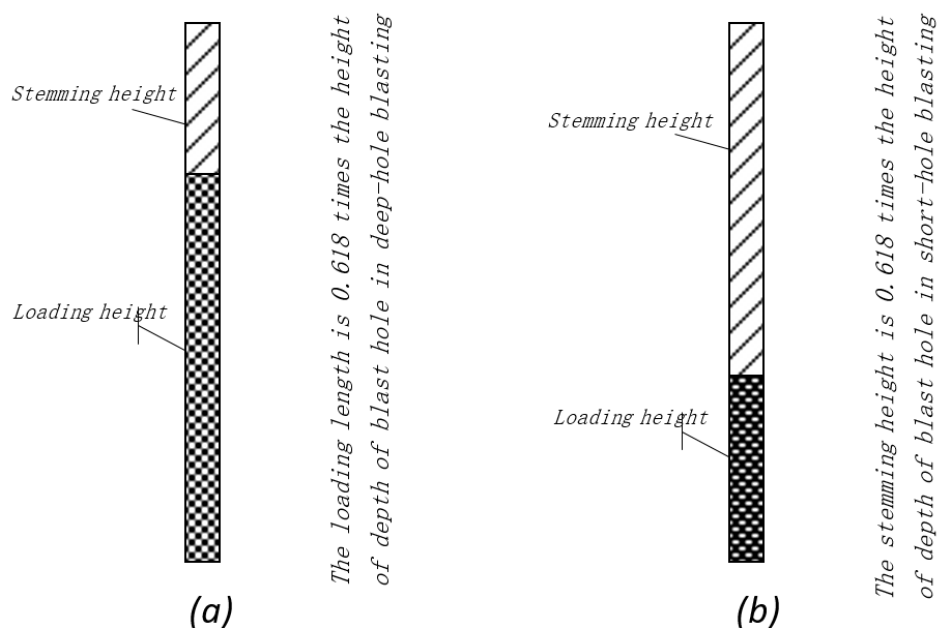 Stemming height
Loading height
The loading length is 0.618 times the height
of depth of blast hole in deep-hole blasting
(a)
Stemming height
Loading height
The stemming height is 0.618 times the height
of depth of blast hole in short-hole blasting
(b)